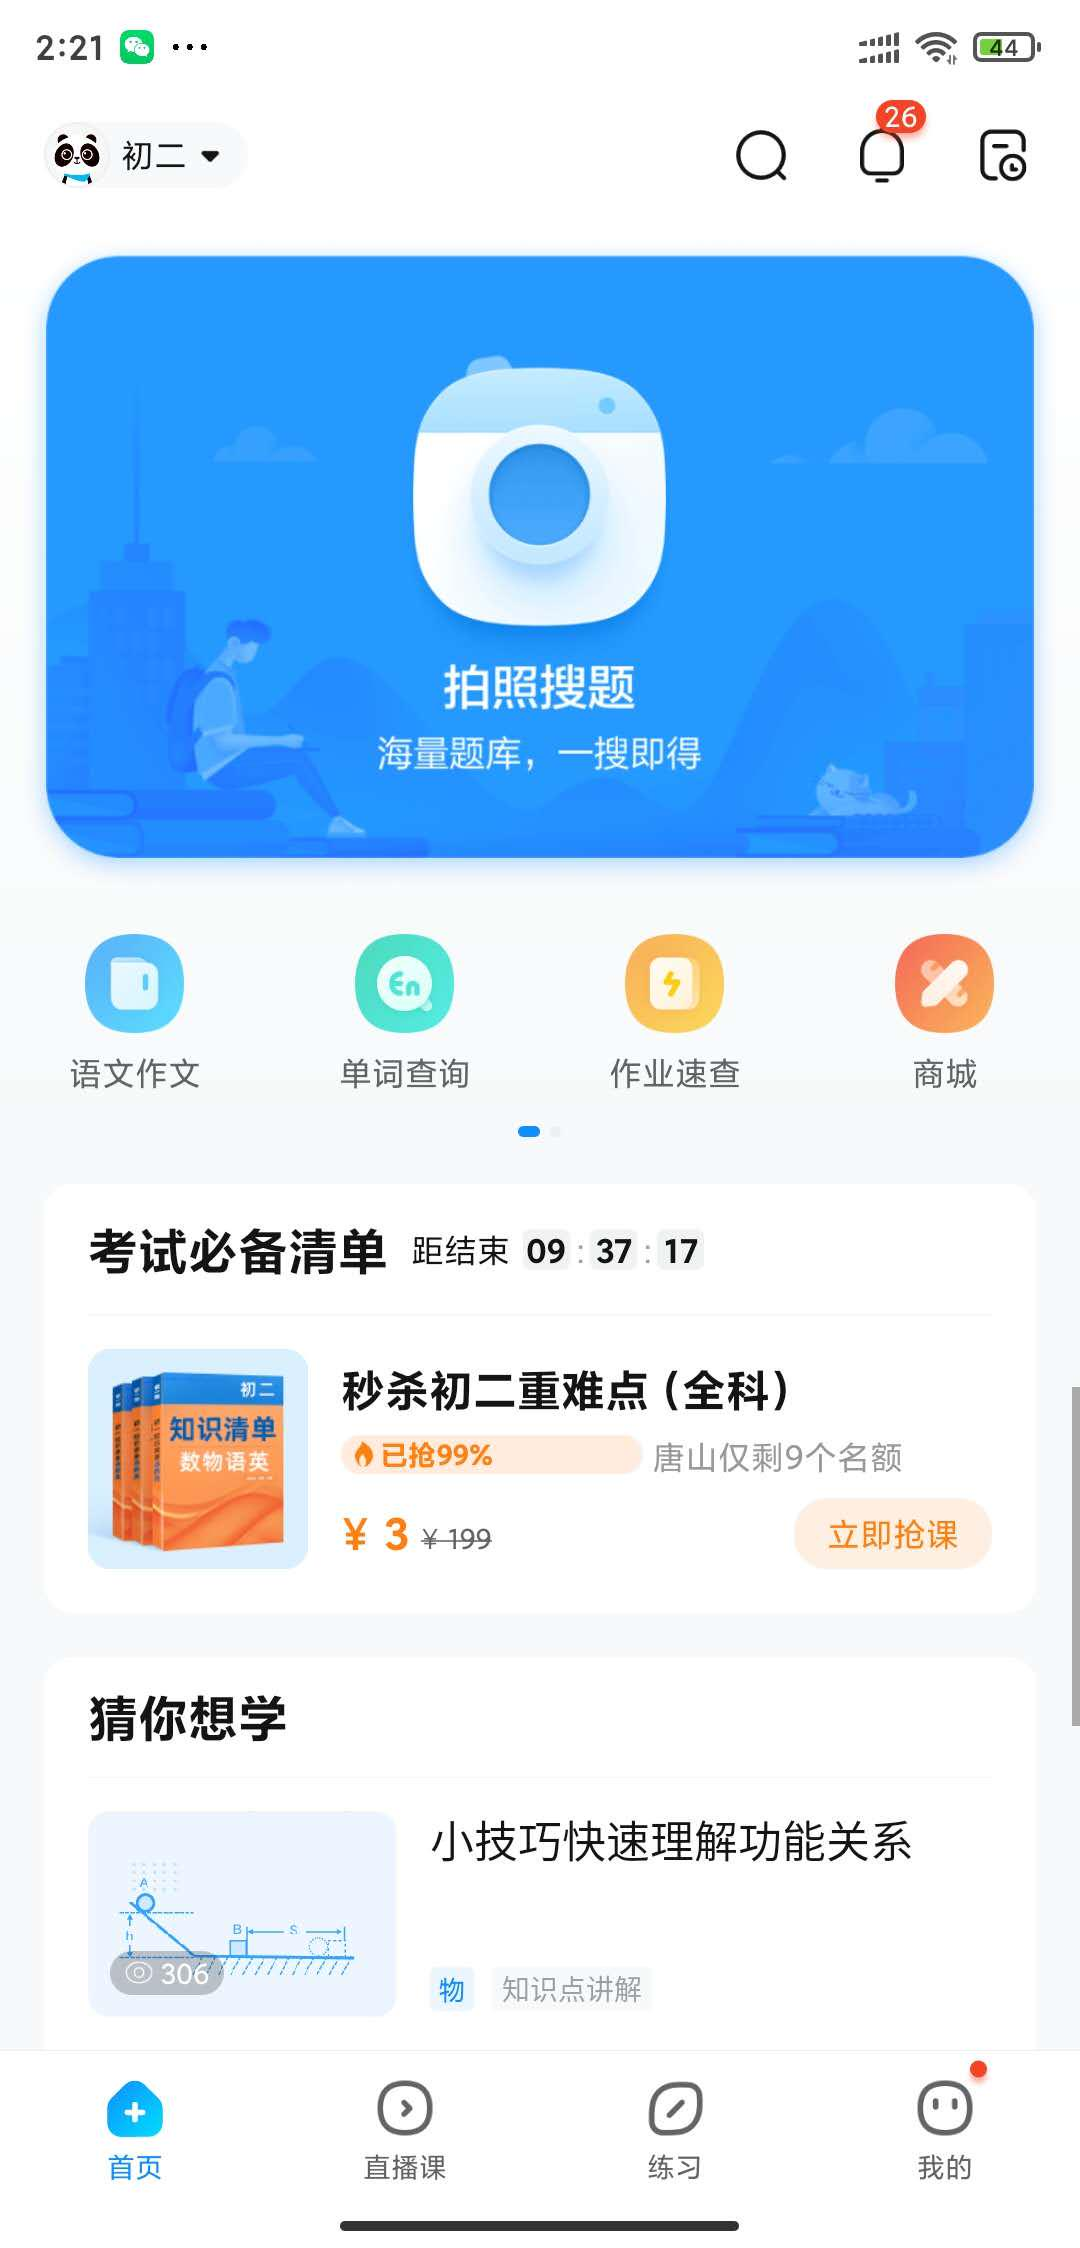 2:21
44
初二
26
拍照搜题
海量题库，一搜即得
En
语文作文
单词查询
作业速查
商城
考试必备清单 距结束 09 : 37 : 17
初二
知识清单
数物语英
秒杀初二重难点（全科）
已抢99% 唐山仅剩9个名额
¥ 3 ¥ 199
立即抢课
猜你想学
小技巧快速理解功能关系
A
h
B
S
306
物 知识点讲解
首页
直播课
练习
我的